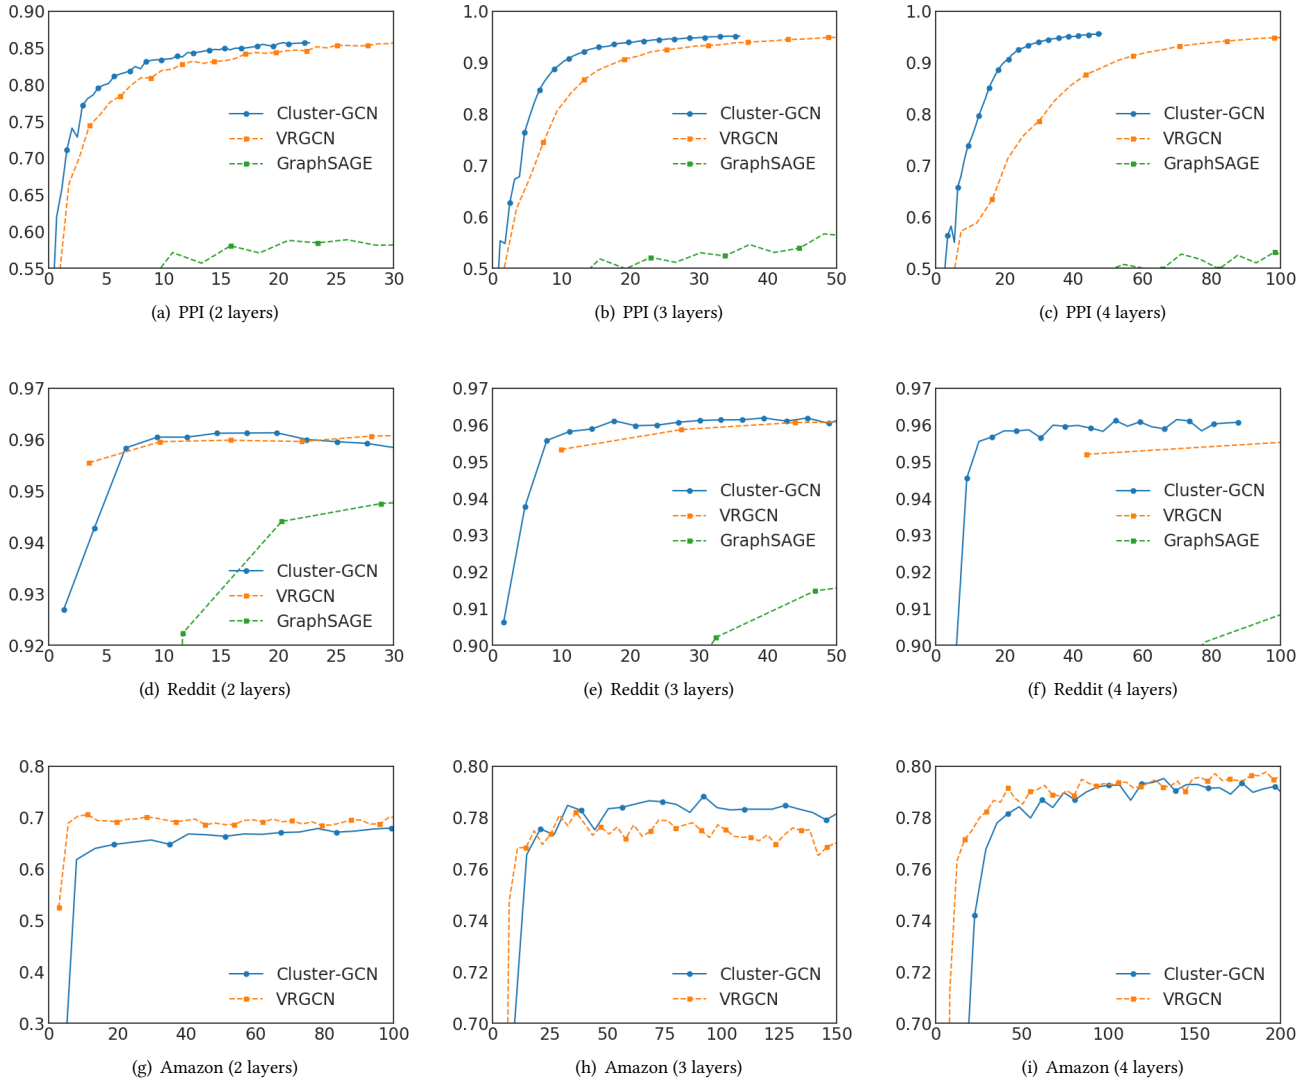 0.90
0.85
0.80
0.75
0.70
0.65
0.60
0.55
0 5 10 15 20 25 30
Cluster-GCN
VRGCN
GraphSAGE
(a) PPI (2 layers)
1.0
0.9
0.8
0.7
0.6
0.5
0 10 20 30 40 50
Cluster-GCN
VRGCN
GraphSAGE
(b) PPI (3 layers)
1.0
0.9
0.8
0.7
0.6
0.5
0 20 40 60 80 100
Cluster-GCN
VRGCN
GraphSAGE
(c) PPI (4 layers)
0.97
0.96
0.95
0.94
0.93
0.92
0 5 10 15 20 25 30
Cluster-GCN
VRGCN
GraphSAGE
(d) Reddit (2 layers)
0.97
0.96
0.95
0.94
0.93
0.92
0.91
0.90
0 10 20 30 40 50
Cluster-GCN
VRGCN
GraphSAGE
(e) Reddit (3 layers)
0.97
0.96
0.95
0.94
0.93
0.92
0.91
0.90
0 20 40 60 80 100
Cluster-GCN
VRGCN
GraphSAGE
(f) Reddit (4 layers)
0.8
0.7
0.6
0.5
0.4
0.3
0 20 40 60 80 100
Cluster-GCN
VRGCN
(g) Amazon (2 layers)
0.80
0.78
0.76
0.74
0.72
0.70
0 25 50 75 100 125 150
Cluster-GCN
VRGCN
(h) Amazon (3 layers)
0.80
0.78
0.76
0.74
0.72
0.70
0 50 100 150 200
Cluster-GCN
VRGCN
(i) Amazon (4 layers)